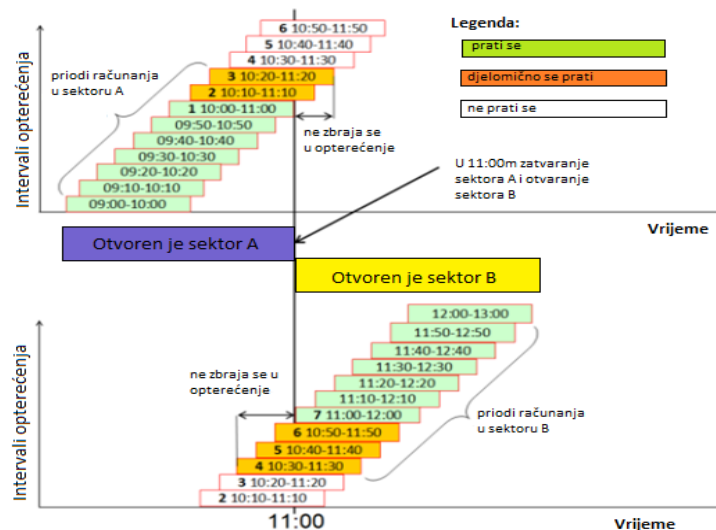 Legenda:
prati se
djelomično se prati
ne prati se
Intervali opterećenja
priodi računanja
u sektoru A
6 10:50-11:50
5 10:40-11:40
4 10:30-11:30
3 10:20-11:20
2 10:10-11:10
1 10:00-11:00
09:50-10:50
09:40-10:40
09:30-10:30
09:20-10:20
09:10-10:10
09:00-10:00
ne zbraja se
u opterećenje
U 11:00m zatvaranje
sektora A i otvaranje
sektora B
Vrijeme
Otvoren je sektor A
Otvoren je sektor B
Intervali opterećenja
ne zbraja se u
opterećenje
12:00-13:00
11:50-12:50
11:40-12:40
11:30-12:30
11:20-12:20
11:10-12:10
7 11:00-12:00
6 10:50-11:50
5 10:40-11:40
4 10:30-11:30
3 10:20-11:20
2 10:10-11:10
priodi računanja
u sektoru B
11:00
Vrijeme